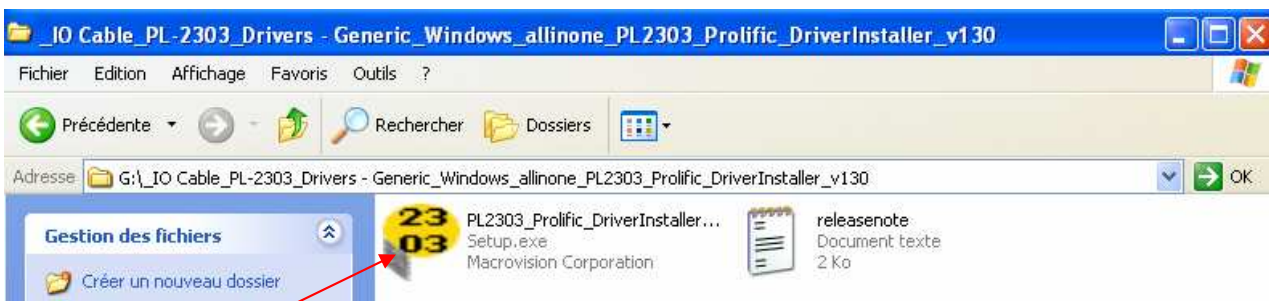 _IO Cable_PL-2303_Drivers - Generic_Windows_allinone_PL2303_Prolific_DriverInstaller_v130
Fichier Edition Affichage Favoris Outils ?
Précédente Rechercher Dossiers
Adresse G:\_IO Cable_PL-2303_Drivers - Generic_Windows_allinone_PL2303_Prolific_DriverInstaller_v130 OK
Gestion des fichiers
Créer un nouveau dossier
23
03
PL2303_Prolific_DriverInstaller...
Setup.exe
Macrovision Corporation
releasenote
Document texte
2 Ko